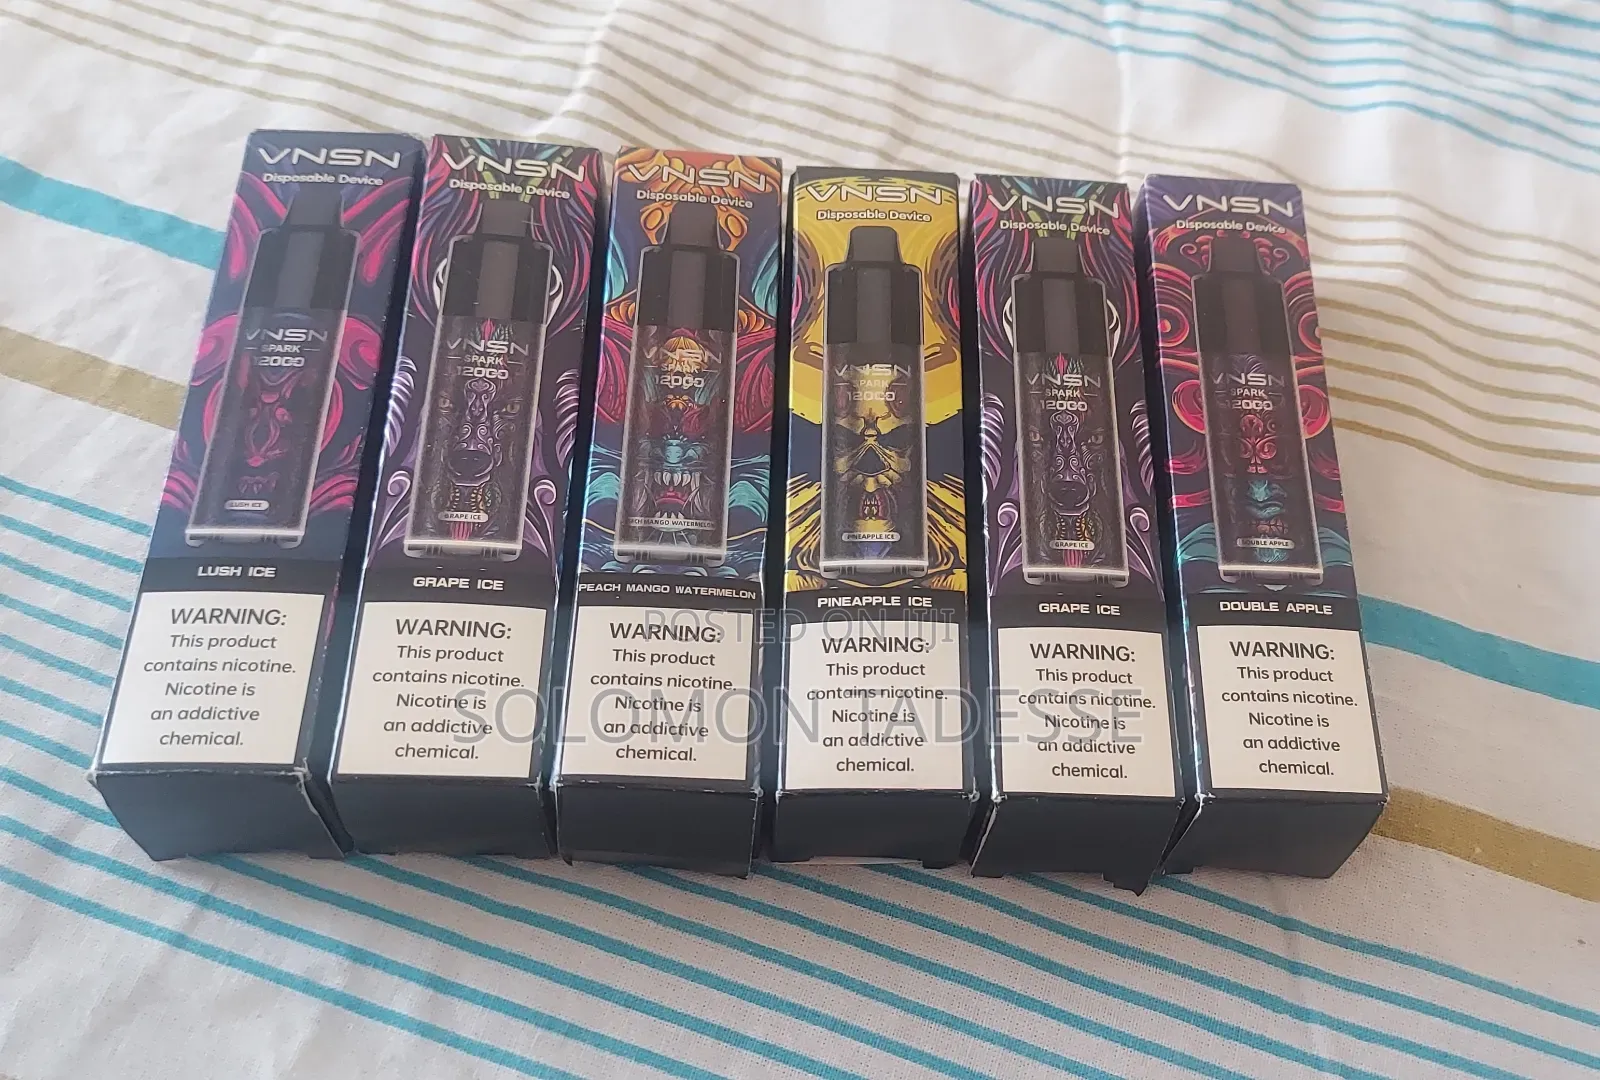 VNSN
Disposable Device
VNSN
SPARK
12000
LUSH ICE
LUSH ICE
WARNING:
This product
contains nicotine.
Nicotine is
an addictive
chemical.
VNSN
Disposable Device
VNSN
SPARK
12000
GRAPE ICE
GRAPE ICE
WARNING:
This product
contains nicotine.
Nicotine is
an addictive
chemical.
VNSN
Disposable Device
VNSN
SPARK
12000
MANGO WATERMELON
PEACH MANGO WATERMELON
WARNING:
This product
contains nicotine.
Nicotine is
an addictive
chemical.
VNSN
Disposable Device
VNSN
SPARK
12000
PINEAPPLE ICE
PINEAPPLE ICE
WARNING:
This product
contains nicotine.
Nicotine is
an addictive
chemical.
VNSN
Disposable Device
VNSN
SPARK
12000
GRAPE ICE
GRAPE ICE
WARNING:
This product
contains nicotine.
Nicotine is
an addictive
chemical.
VNSN
Disposable Device
VNSN
SPARK
12000
DOUBLE APPLE
DOUBLE APPLE
WARNING:
This product
contains nicotine.
Nicotine is
an addictive
chemical.
POSTED ON JIJI
SOLOMON TADESSE